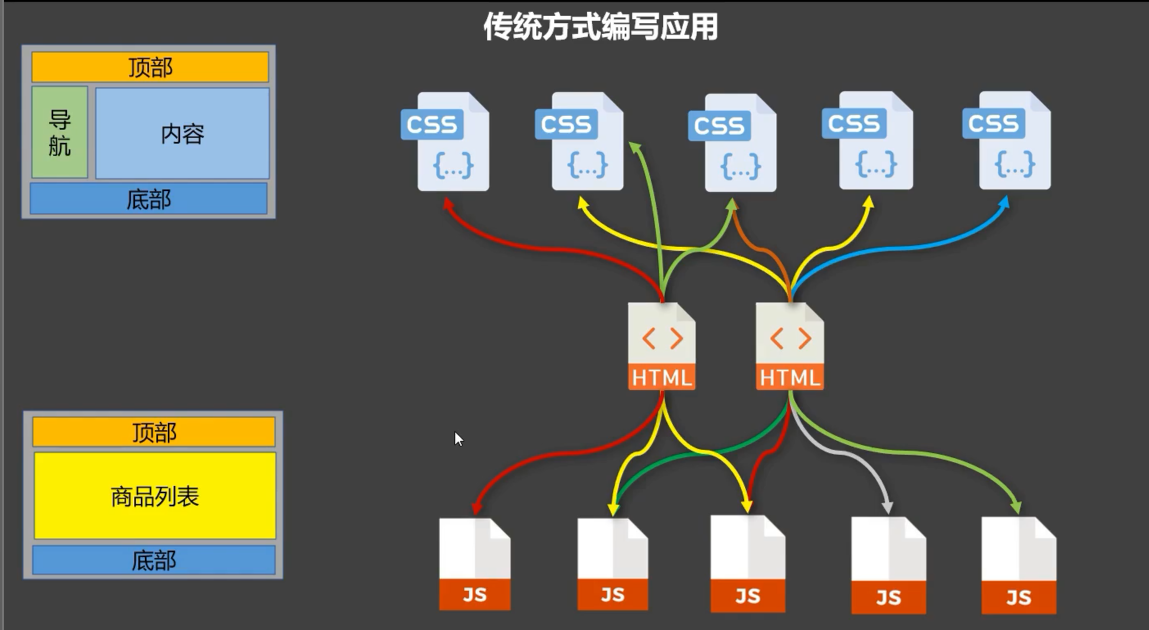 传统方式编写应用
顶部
导航
内容
底部
CSS
{...}
CSS
{...}
CSS
{...}
CSS
{...}
CSS
{...}
< >
HTML
< >
HTML
顶部
商品列表
底部
JS
JS
JS
JS
JS